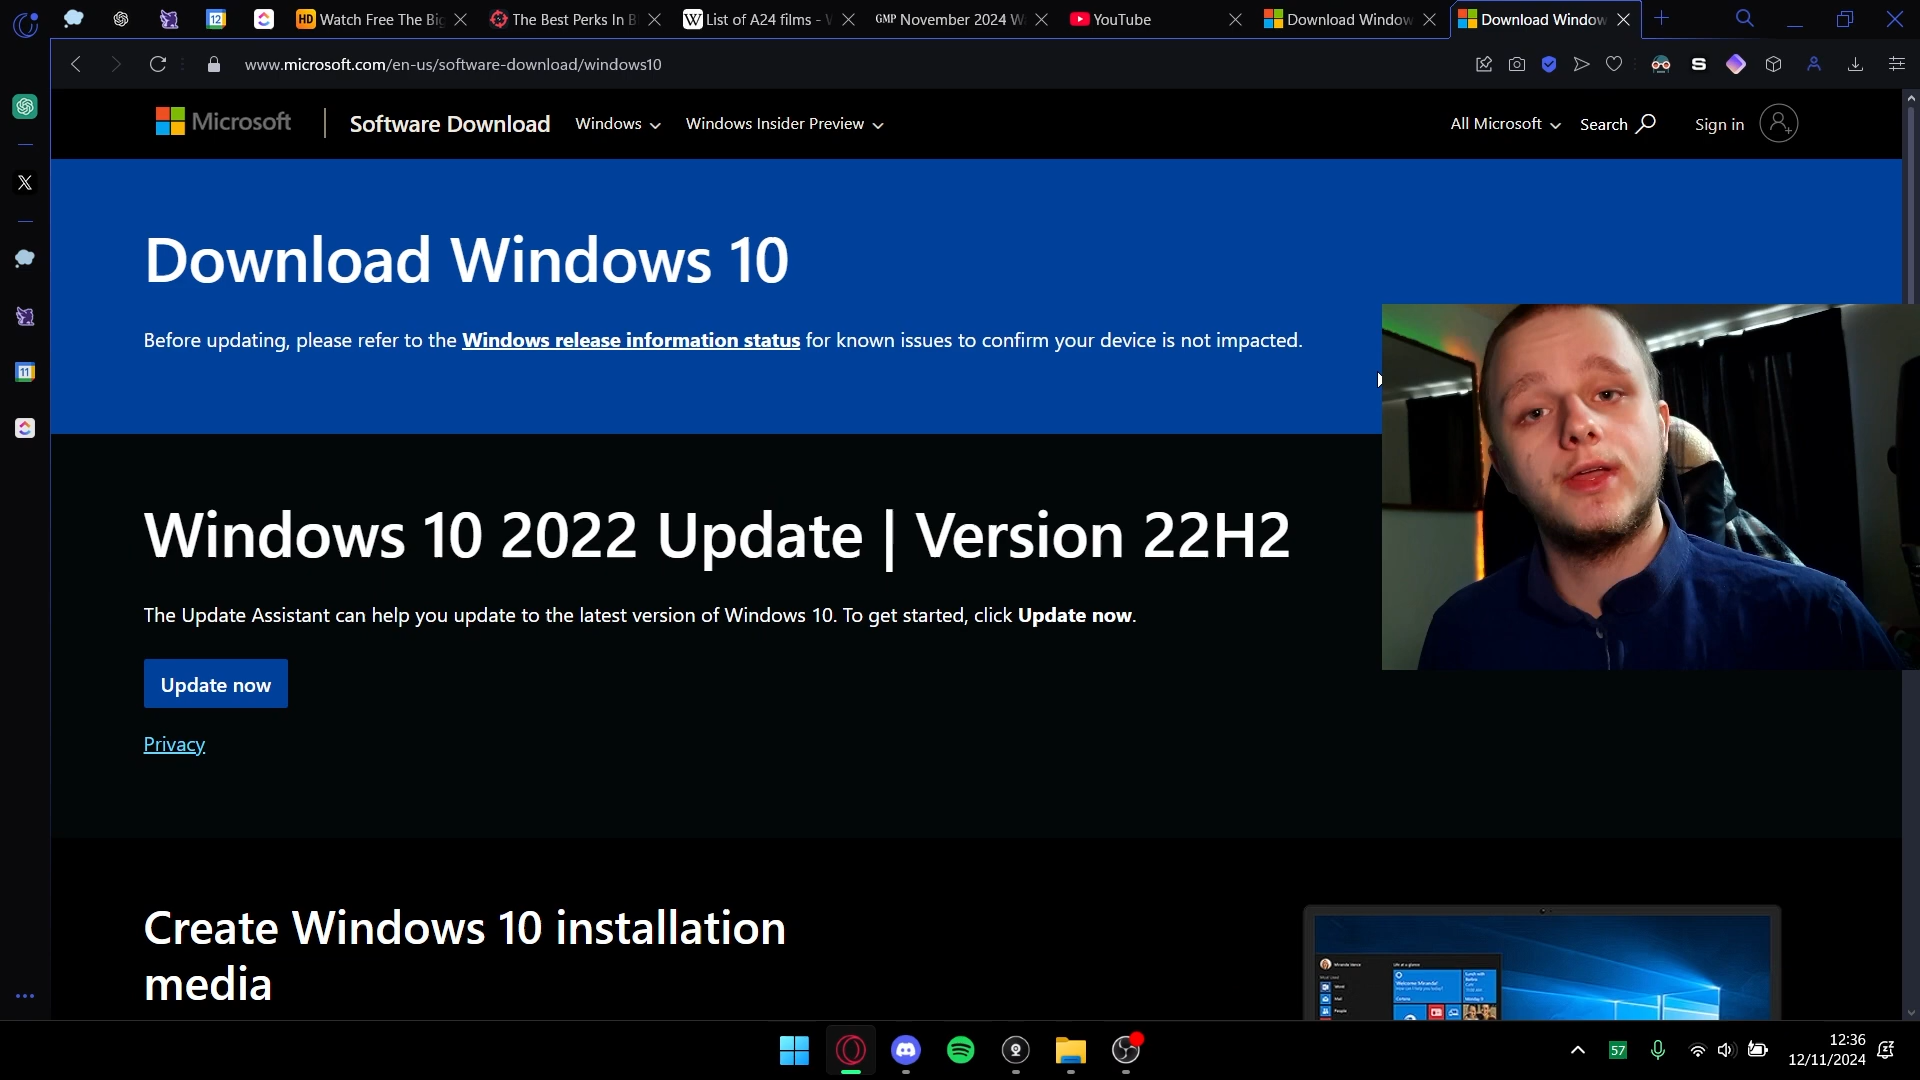 12
HD Watch Free The Big
The Best Perks In B
W List of A24 films - W
GMP November 2024 W
YouTube
Download Window
Download Window
www.microsoft.com/en-us/software-download/windows10
Microsoft
Software Download
Windows
Windows Insider Preview
All Microsoft
Search
Sign in
Download Windows 10
Before updating, please refer to the Windows release information status for known issues to confirm your device is not impacted.
11
Windows 10 2022 Update | Version 22H2
The Update Assistant can help you update to the latest version of Windows 10. To get started, click Update now.
Update now
Privacy
Create Windows 10 installation
media
57
12:36
12/11/2024